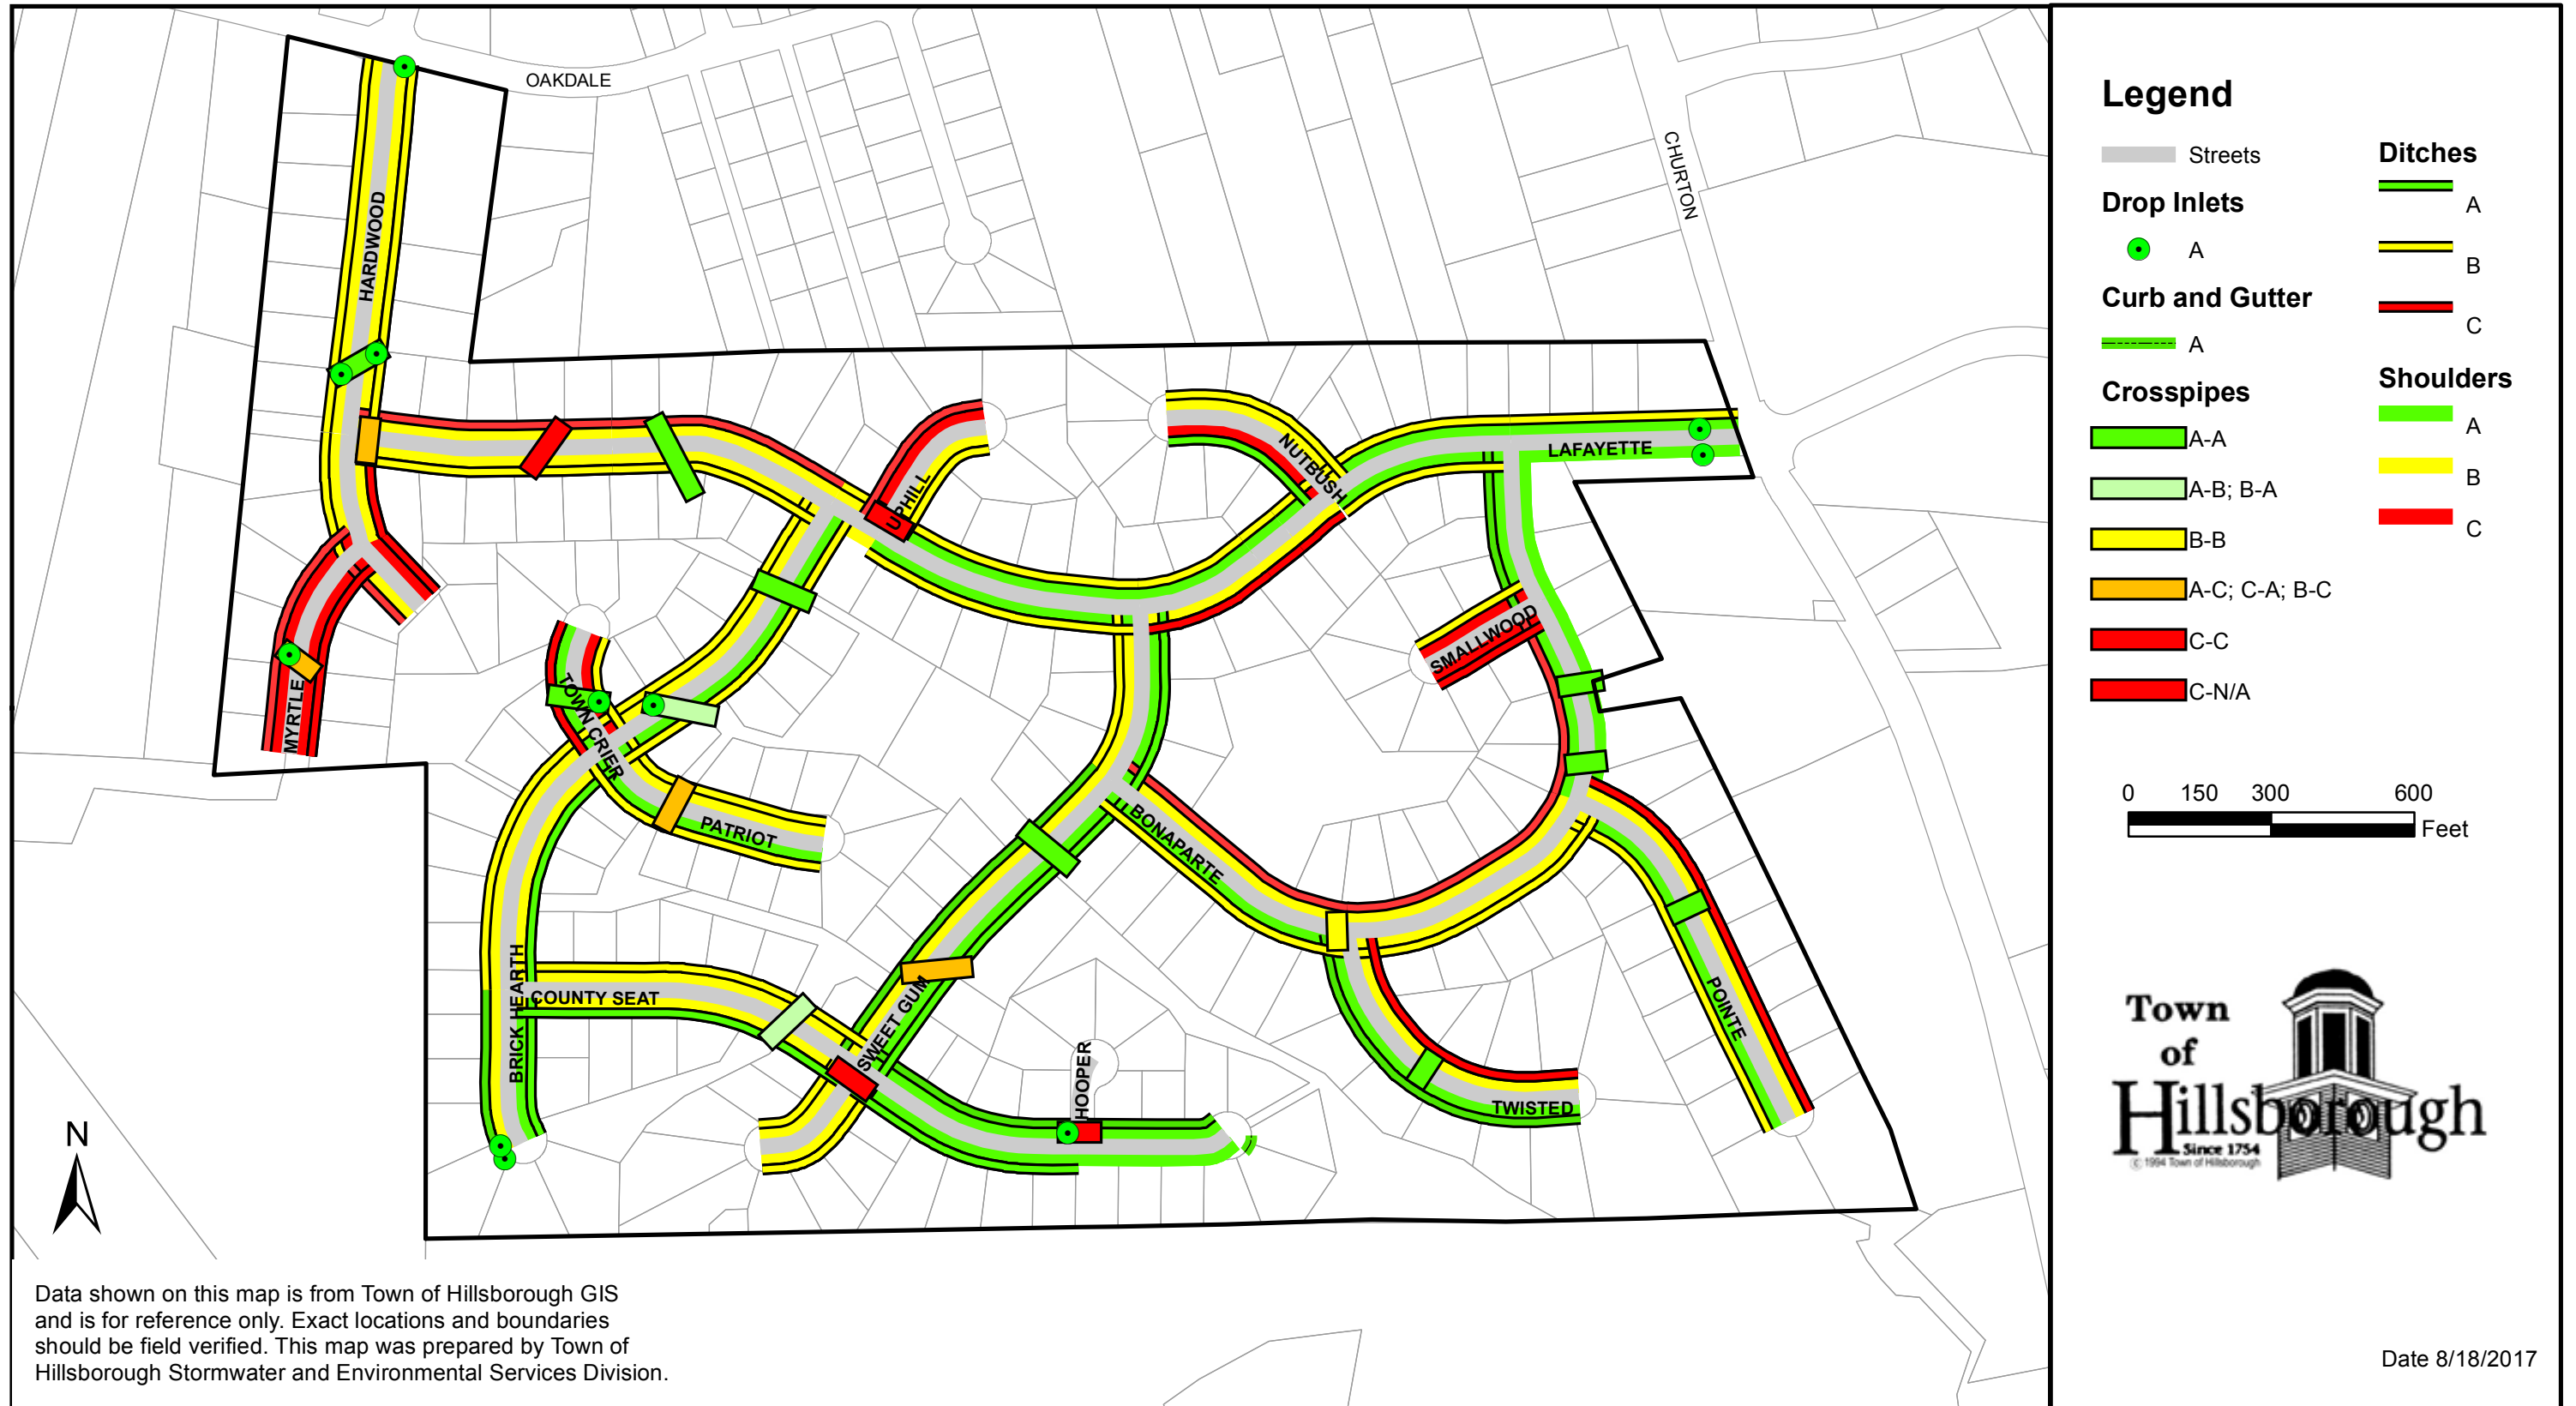 OAKDALE
CHURTON
HARDWOOD
NUTBUSH
LAFAYETTE
UPHILL
SMALLWOOD
MYRTLE
TOWN CRIER
PATRIOT
BONAPARTE
BRICK HEARTH
COUNTY SEAT
SWEET GUM
HOOPER
TWISTED
POINTE
N
Data shown on this map is from Town of Hillsborough GIS
and is for reference only. Exact locations and boundaries
should be field verified. This map was prepared by Town of
Hillsborough Stormwater and Environmental Services Division.
Legend
Streets
Drop Inlets
A
Curb and Gutter
A
Crosspipes
A-A
A-B; B-A
B-B
A-C; C-A; B-C
C-C
C-N/A
Ditches
A
B
C
Shoulders
A
B
C
0 150 300 600
Feet
Town
of
Hillsborough
Since 1754
© 1994 Town of Hillsborough
Date 8/18/2017